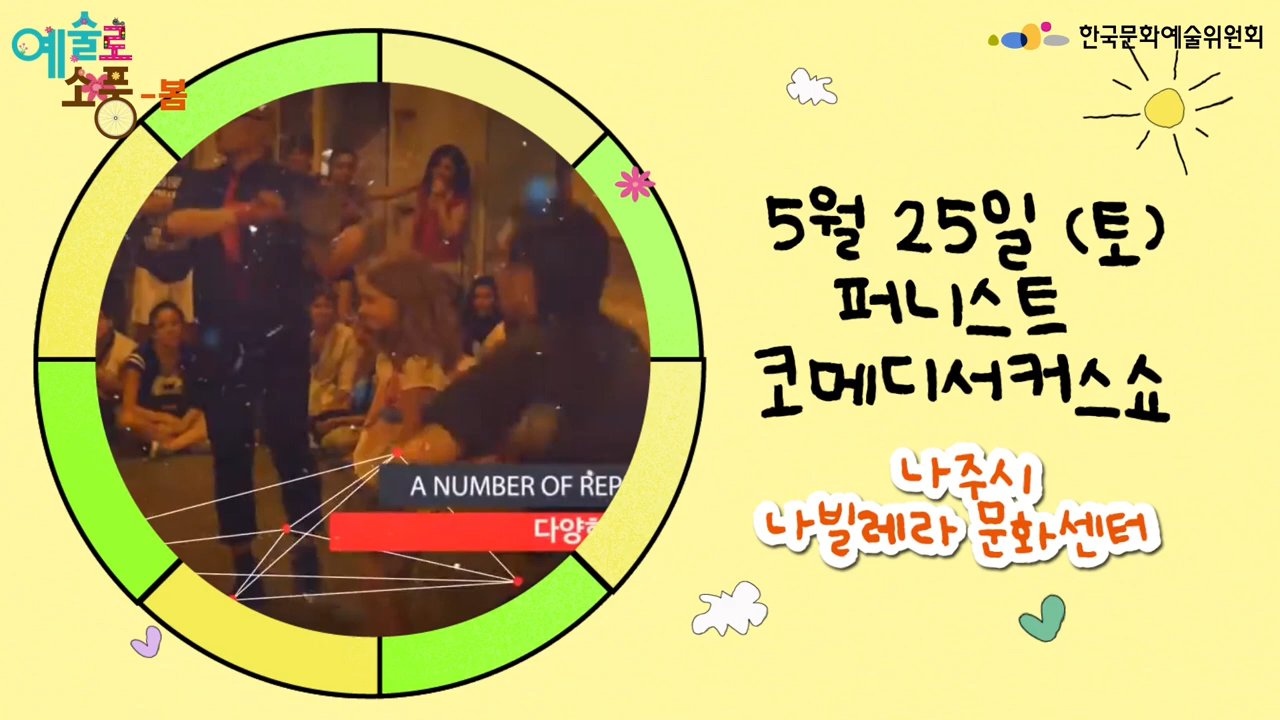 예술로
소풍-봄
한국문화예술위원회
5월 25일 (토)
퍼니스트
코메디서커스쇼
나주시
나빌레라 문화센터
A NUMBER OF REP
다양한